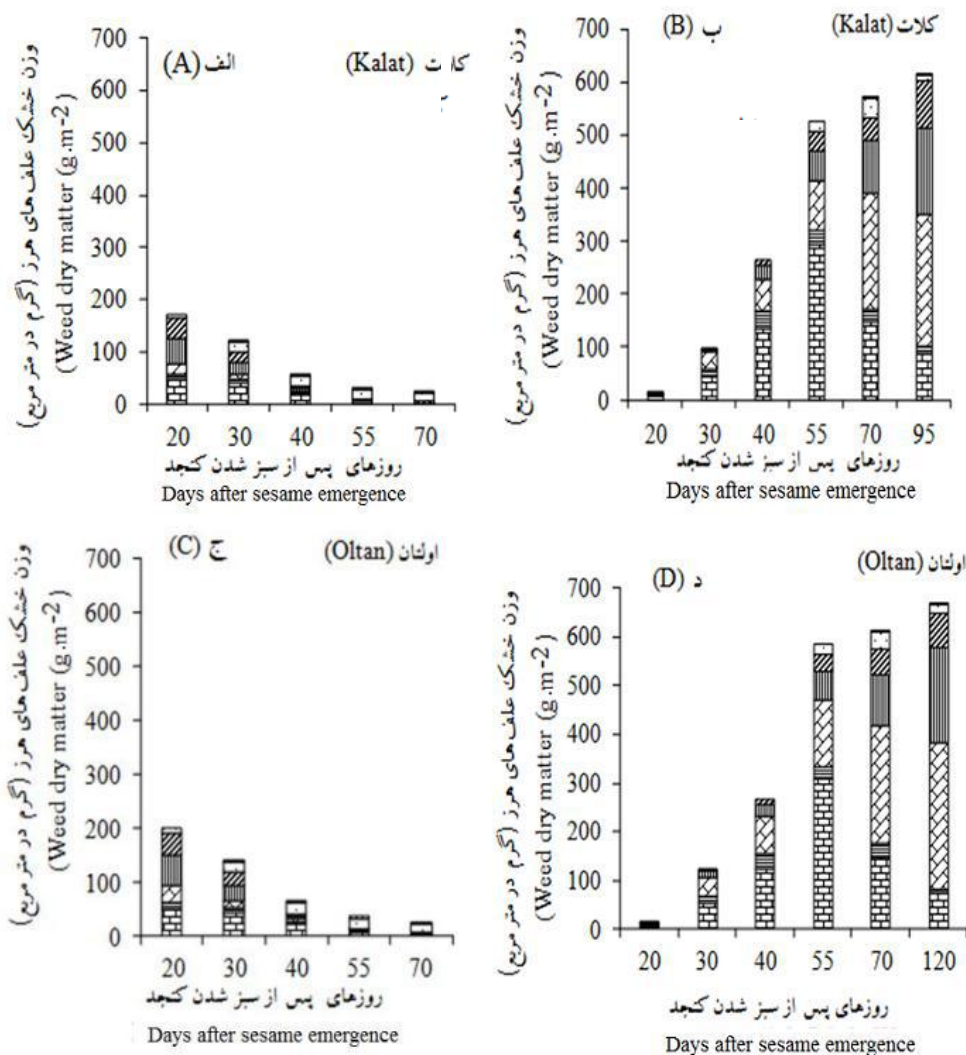 (A) الف
كلات (Kalat)
وزن خشک علف های هرز (گرم در متر مربع)
(Weed dry matter (g.m-2)
700
600
500
400
300
200
100
0
20 30 40 55 70
روزهای پس از سبز شدن کنجد
Days after sesame emergence
(B) ب
كلات (Kalat)
وزن خشک علف های هرز (گرم در متر مربع)
(Weed dry matter (g.m-2)
700
600
500
400
300
200
100
0
20 30 40 55 70 95
روزهای پس از سبز شدن کنجد
Days after sesame emergence
(C) ج
اولتان (Oltan)
وزن خشک علف های هرز (گرم در متر مربع)
(Weed dry matter (g.m-2)
700
600
500
400
300
200
100
0
20 30 40 55 70
روزهای پس از سبز شدن کنجد
Days after sesame emergence
(D) د
اولتان (Oltan)
وزن خشک علف های هرز (گرم در متر مربع)
(Weed dry matter (g.m-2)
700
600
500
400
300
200
100
0
20 30 40 55 70 120
روزهای پس از سبز شدن کنجد
Days after sesame emergence